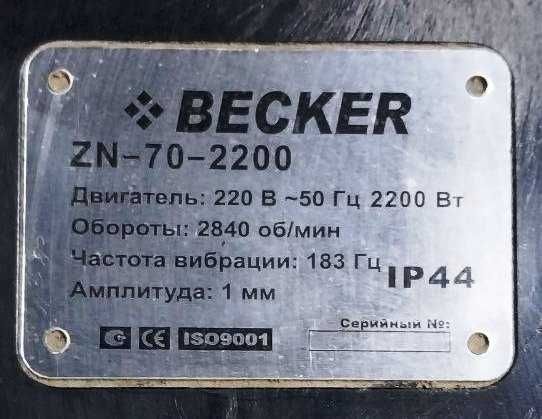 BECKER
ZN-70-2200
Двигатель: 220 В ~50 Гц 2200 Вт
Обороты: 2840 об/мин
Частота вибрации: 183 Гц
IP44
Амплитуда: 1 мм
CE ISO9001
Серийный №: